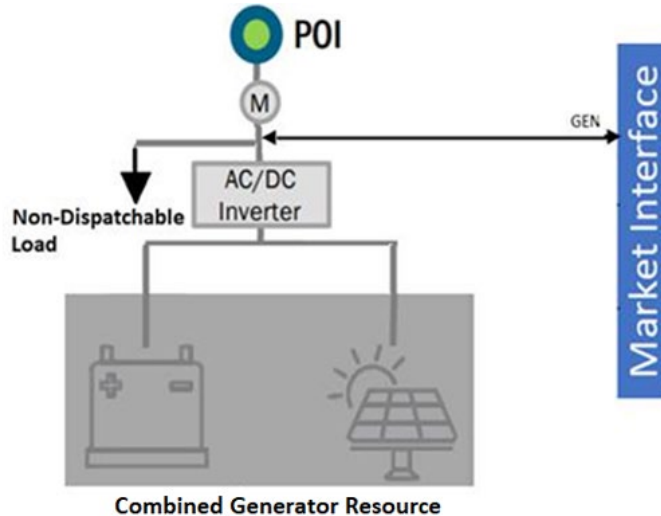 POI
M
GEN
AC/DC
Inverter
Non-Dispatchable
Load
Market Interface
Combined Generator Resource